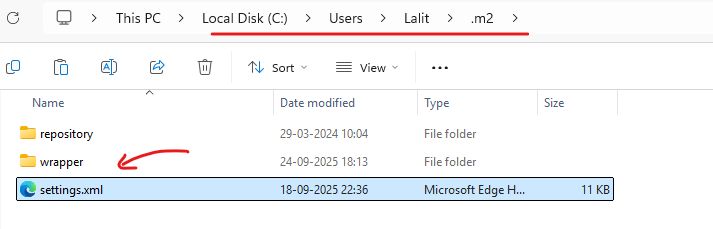 This PC > Local Disk (C:) > Users > Lalit > .m2 >
Sort View ...
Name Date modified Type Size
repository 29-03-2024 10:04 File folder
wrapper 24-09-2025 18:13 File folder
settings.xml 18-09-2025 22:36 Microsoft Edge H... 11 KB